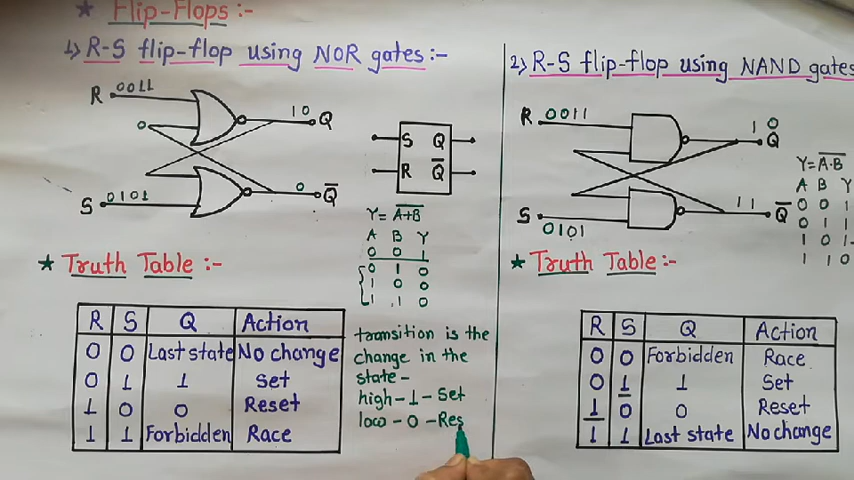 * Flip-Flops :-
1) R-S flip-flop using NOR gates :-
R 0011
10 Q
0
S 0101
0 Q̅
S Q
R Q̅
Y = \overline{A+B}
A B Y
0 0 1
0 1 0
1 0 0
1 1 0
* Truth Table :-
R S Q Action
0 0 Last state No change
0 1 1 Set
1 0 0 Reset
1 1 Forbidden Race
transition is the
change in the
state -
high - 1 - Set
low - 0 - Res
2) R-S flip-flop using NAND gates
R 0011
1 0
Q
S
0101
1 1 Q̅
Y = \overline{A·B}
A B Y
0 0 1
0 1 1
1 0 1
1 1 0
* Truth Table :-
R S Q Action
0 0 Forbidden Race
0 1 1 Set
1 0 0 Reset
1 1 Last state No change